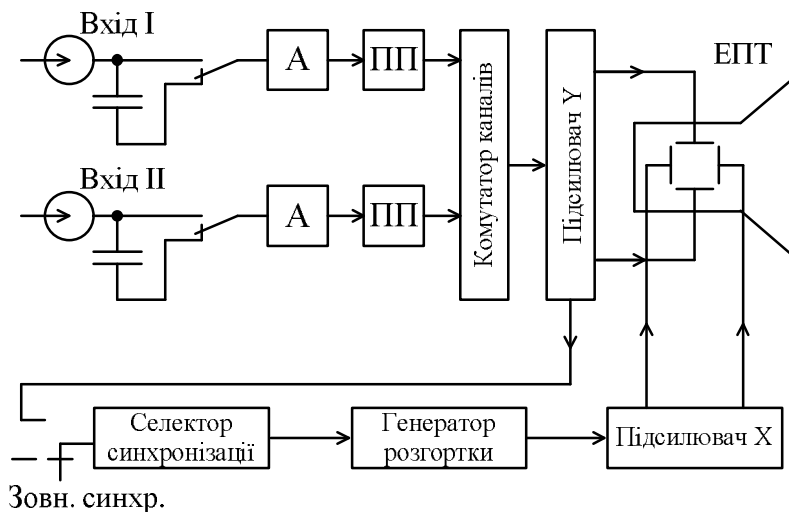 Вхід I
А
ПП
Комутатор каналів
Підсилювач Y
ЕПТ
Вхід II
А
ПП
Селектор
синхронізації
Генератор
розгортки
Підсилювач X
Зовн. синхр.